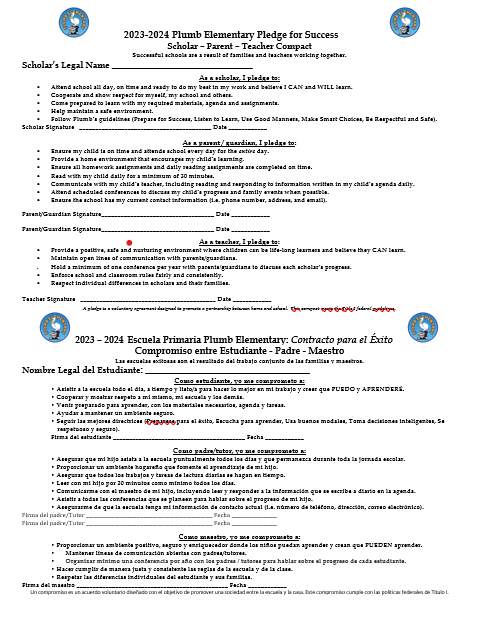 2023-2024 Plumb Elementary Pledge for Success
Scholar – Parent – Teacher Compact
Successful schools are a result of families and teachers working together.
Scholar's Legal Name ______________________________
As a scholar, I pledge to:
• Attend school all day, on time and ready to do my best in my work and believe I CAN and WILL learn.
• Cooperate and show respect for myself, my school and others.
• Come prepared to learn with my required materials, agenda and assignments.
• Help maintain a safe environment.
• Follow Plumb's guidelines (Prepare for Success, Listen to Learn, Use Good Manners, Make Smart Choices, Be Respectful and Safe).
Scholar Signature ______________________________ Date ____________
As a parent/ guardian, I pledge to:
• Ensure my child is on time and attends school every day for the entire day.
• Provide a home environment that encourages my child's learning.
• Ensure all homework assignments and daily reading assignments are completed on time.
• Read with my child daily for a minimum of 30 minutes.
• Communicate with my child's teacher, including reading and responding to information written in my child's agenda daily.
• Attend scheduled conferences to discuss my child's progress and family events when possible.
• Ensure the school has my current contact information (i.e. phone number, address, and email).
Parent/Guardian Signature______________________________ Date ____________
Parent/Guardian Signature______________________________ Date ____________
As a teacher, I pledge to:
• Provide a positive, safe and nurturing environment where children can be life-long learners and believe they CAN learn.
• Maintain open lines of communication with parents/guardians.
. Hold a minimum of one conference per year with parents/guardians to discuss each scholar's progress.
• Enforce school and classroom rules fairly and consistently.
• Respect individual differences in scholars and their families.
Teacher Signature ______________________________ Date ____________
A pledge is a voluntary agreement designed to promote a partnership between home and school. This compact federal
2023 – 2024 Escuela Primaria Plumb Elementary: Contracto para el Éxito
Compromiso entre Estudiante - Padre - Maestro
Las escuelas exitosas son el resultado del trabajo conjunto de las familias y maestros.
Nombre Legal del Estudiante: ______________________________
Como estudiante, yo me comprometo a:
• Asistir a la escuela todo el día, a tiempo y listo/a para hacer lo mejor en mi trabajo y creer que PUEDO y APRENDERÉ.
• Cooperar y mostrar respeto a mi mismo, mi escuela y los demás.
• Venir preparado para aprender, con los materiales necesarios, agenda y tareas.
• Ayudar a mantener un ambiente seguro.
• Seguir las mejores directrices (Prepararse para el éxito, Escucha para aprender, Usa buenos modales, Toma decisiones inteligentes, Se
respetuoso y seguro).
Firma del estudiante ______________________________ Fecha ____________
Como padre/tutor, yo me comprometo a:
• Asegurar que mi hijo asista a la escuela puntualmente todos los días y que permanezca durante toda la jornada escolar.
• Proporcionar un ambiente hogareño que fomente el aprendizaje de mi hijo.
• Asegurar que todos los trabajos y tareas de lectura diarias se hagan en tiempo.
• Leer con mi hijo por 30 minutos como mínimo todos los días.
• Comunicarme con el maestro de mi hijo, incluyendo leer y responder a la información que se escribe a diario en la agenda.
• Asistir a todas las conferencias que se planeen para hablar sobre el progreso de mi hijo.
• Asegurarme de que la escuela tenga mi información de contacto actual (i.e. número de teléfono, dirección, correo electrónico).
Firma del padre/Tutor ______________________________ Fecha ____________
Firma del padre/Tutor ______________________________ Fecha ____________
Como maestro, yo me comprometo a:
• Proporcionar un ambiente positivo, seguro y enriquecedor donde los niños puedan aprender y crean que PUEDEN aprender.
• Mantener líneas de comunicación abiertas con padres/tutores.
• Organizar mínimo una conferencia por año con los padres / tutores para hablar sobre el progreso de cada estudiante.
• Hacer cumplir de manera justa y consistente las reglas de la escuela y de la clase.
• Respetar las diferencias individuales del estudiante y sus familias.
Firma del maestro ______________________________ Fecha ____________
Un compromiso es un acuerdo voluntario diseñado con el objetivo de promover una sociedad entre la escuela y la casa. Este compromiso cumple con las políticas federales de Título I.